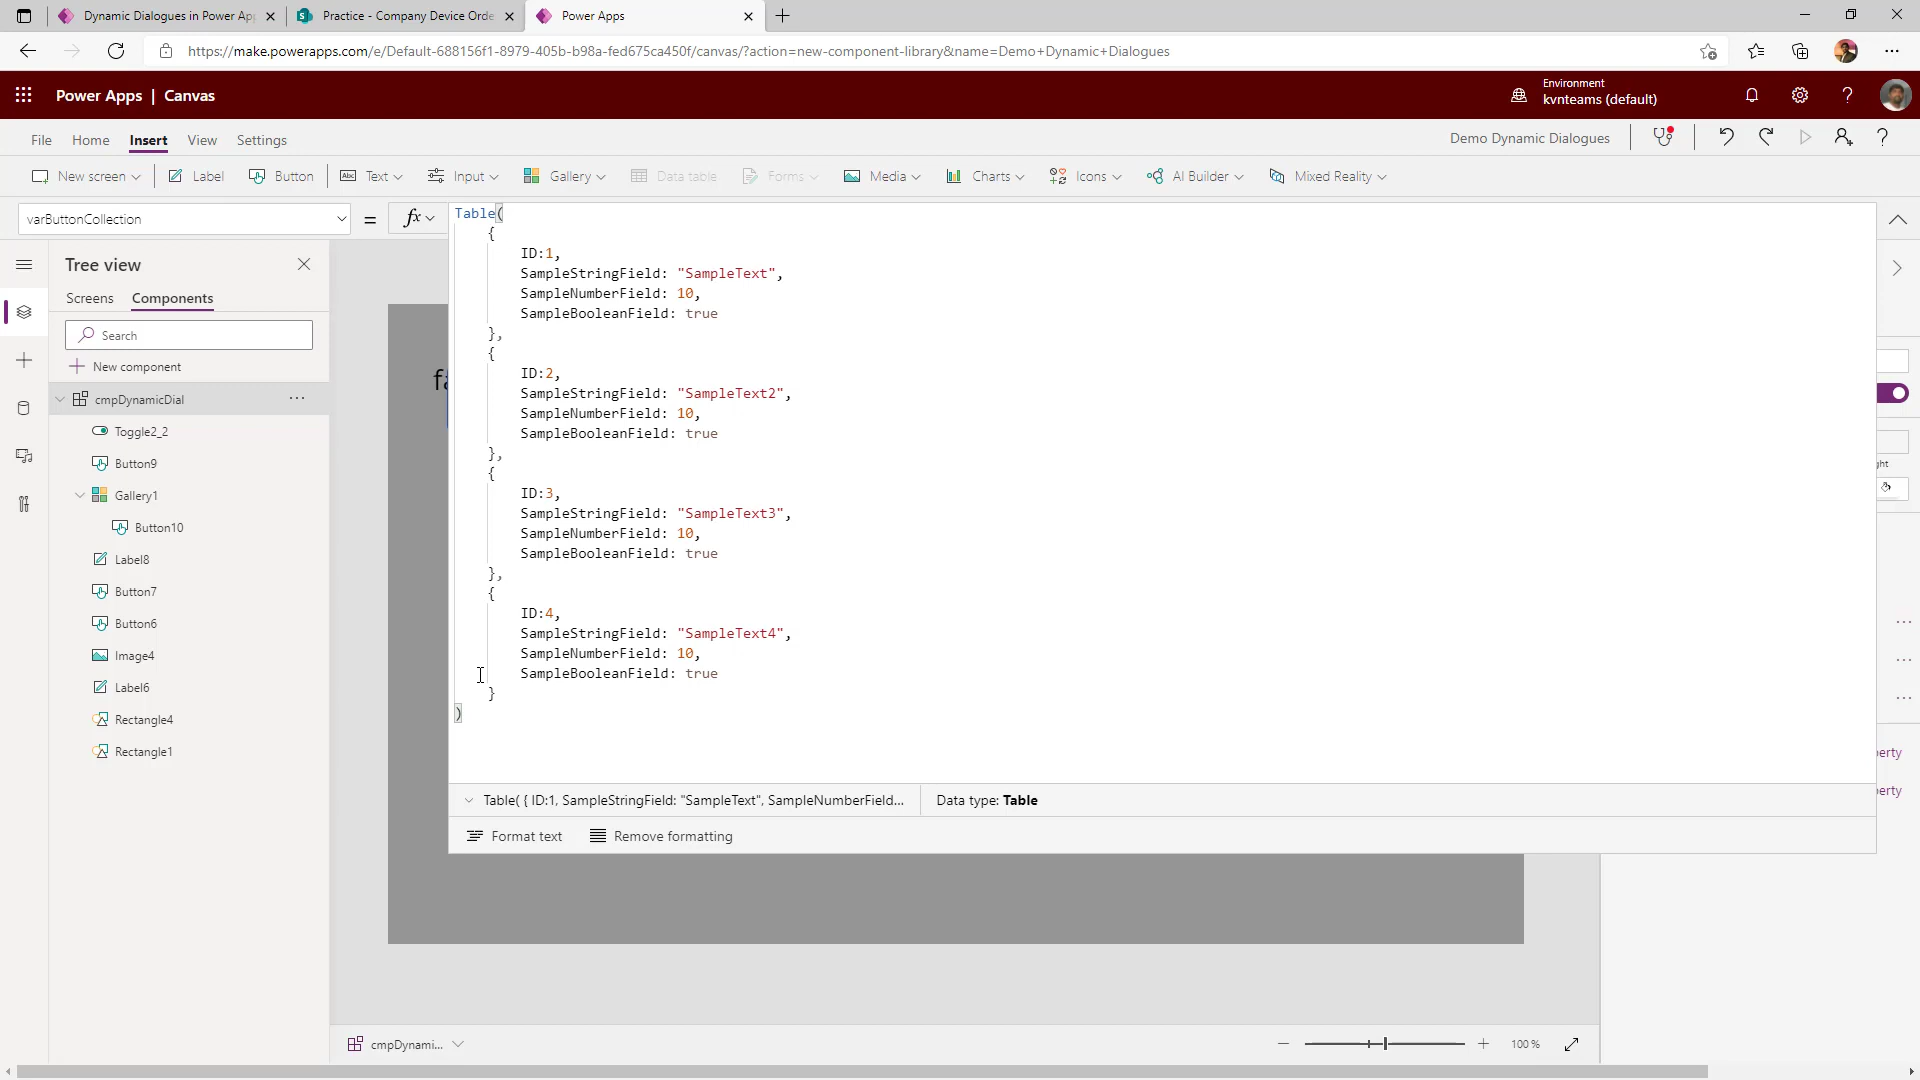 Dynamic Dialogues in Power Ap
Practice - Company Device Orde
Power Apps
https://make.powerapps.com/e/Default-688156f1-8979-405b-b98a-fed675ca450f/canvas/?action=new-component-library&name=Demo+Dynamic+Dialogues
Power Apps | Canvas
Environment
kvnteams (default)
File Home Insert View Settings
Demo Dynamic Dialogues
New screen Label Button Text Input Gallery Data table Forms Media Charts Icons AI Builder Mixed Reality
varButtonCollection = fx
Table(
{
ID:1,
SampleStringField: "SampleText",
SampleNumberField: 10,
SampleBooleanField: true
},
{
ID:2,
SampleStringField: "SampleText2",
SampleNumberField: 10,
SampleBooleanField: true
},
{
ID:3,
SampleStringField: "SampleText3",
SampleNumberField: 10,
SampleBooleanField: true
},
{
ID:4,
SampleStringField: "SampleText4",
SampleNumberField: 10,
SampleBooleanField: true
}
)
Table( { ID:1, SampleStringField: "SampleText", SampleNumberField...
Data type: Table
Format text Remove formatting
Tree view
Screens Components
Search
New component
cmpDynamicDial
Toggle2_2
Button9
Gallery1
Button10
Label8
Button7
Button6
Image4
Label6
Rectangle4
Rectangle1
ght
erty
erty
cmpDynami...
100 %